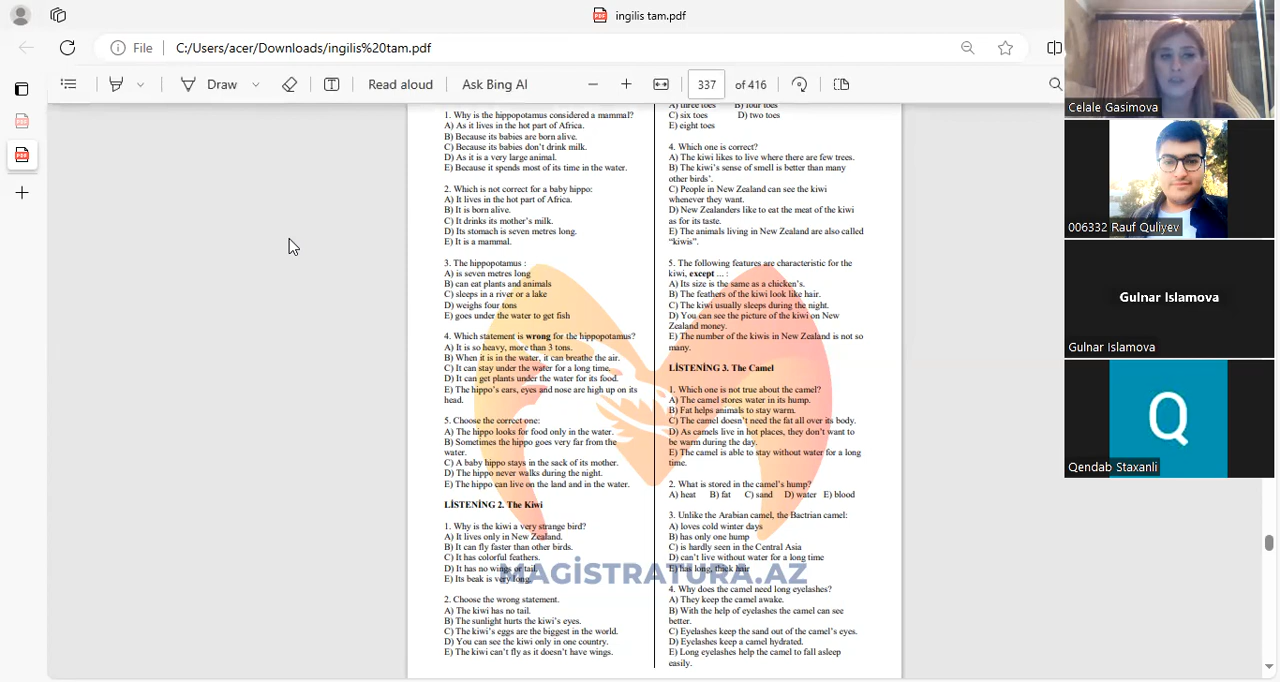 ingilis tam.pdf
File C:/Users/acer/Downloads/ingilis%20tam.pdf
Draw Read aloud Ask Bing AI 337 of 416
1. Why is the hippopotamus considered a mammal?
A) As it lives in the hot part of Africa.
B) Because its babies are born alive.
C) Because its babies don’t drink milk.
D) As it is a very large animal.
E) Because it spends most of its time in the water.
2. Which is not correct for a baby hippo:
A) It lives in the hot part of Africa.
B) It is born alive.
C) It drinks its mother’s milk.
D) Its stomach is seven metres long.
E) It is a mammal.
3. The hippopotamus :
A) is seven metres long
B) can eat plants and animals
C) sleeps in a river or a lake
D) weighs four tons
E) goes under the water to get fish
4. Which statement is wrong for the hippopotamus?
A) It is so heavy, more than 3 tons.
B) When it is in the water, it can breathe the air.
C) It can stay under the water for a long time.
D) It can get plants under the water for its food.
E) The hippo’s ears, eyes and nose are high up on its
head.
5. Choose the correct one:
A) The hippo looks for food only in the water.
B) Sometimes the hippo goes very far from the
water.
C) A baby hippo stays in the sack of its mother.
D) The hippo never walks during the night.
E) The hippo can live on the land and in the water.
LİSTENİNG 2. The Kiwi
1. Why is the kiwi a very strange bird?
A) It lives only in New Zealand.
B) It can fly faster than other birds.
C) It has colorful feathers.
D) It has no wings or tail.
E) Its beak is very long.
2. Choose the wrong statement.
A) The kiwi has no tail.
B) The sunlight hurts the kiwi’s eyes.
C) The kiwi’s eggs are the biggest in the world.
D) You can see the kiwi only in one country.
E) The kiwi can’t fly as it doesn’t have wings.
A) three toes B) four toes
C) six toes D) two toes
E) eight toes
4. Which one is correct?
A) The kiwi likes to live where there are few trees.
B) The kiwi’s sense of smell is better than many
other birds’.
C) People in New Zealand can see the kiwi
whenever they want.
D) New Zealanders like to eat the meat of the kiwi
as for its taste.
E) The animals living in New Zealand are also called
“kiwis”.
5. The following features are characteristic for the
kiwi, except ... :
A) Its size is the same as a chicken’s.
B) The feathers of the kiwi look like hair.
C) The kiwi usually sleeps during the night.
D) You can see the picture of the kiwi on New
Zealand money.
E) The number of the kiwis in New Zealand is not so
many.
LİSTENİNG 3. The Camel
1. Which one is not true about the camel?
A) The camel stores water in its hump.
B) Fat helps animals to stay warm.
C) The camel doesn’t need the fat all over its body.
D) As camels live in hot places, they don’t want to
be warm during the day.
E) The camel is able to stay without water for a long
time.
2. What is stored in the camel’s hump?
A) heat B) fat C) sand D) water E) blood
3. Unlike the Arabian camel, the Bactrian camel:
A) loves cold winter days
B) has only one hump
C) is hardly seen in the Central Asia
D) can’t live without water for a long time
E) has long, thick hair
4. Why does the camel need long eyelashes?
A) They keep the camel awake.
B) With the help of eyelashes the camel can see
better.
C) Eyelashes keep the sand out of the camel’s eyes.
D) Eyelashes keep a camel hydrated.
E) Long eyelashes help the camel to fall asleep
easily.
MAGİSTRATURA.AZ
Celale Gasimova
006332 Rauf Quliyev
Gulnar Islamova
Gulnar Islamova
Q
Qendab Staxanli